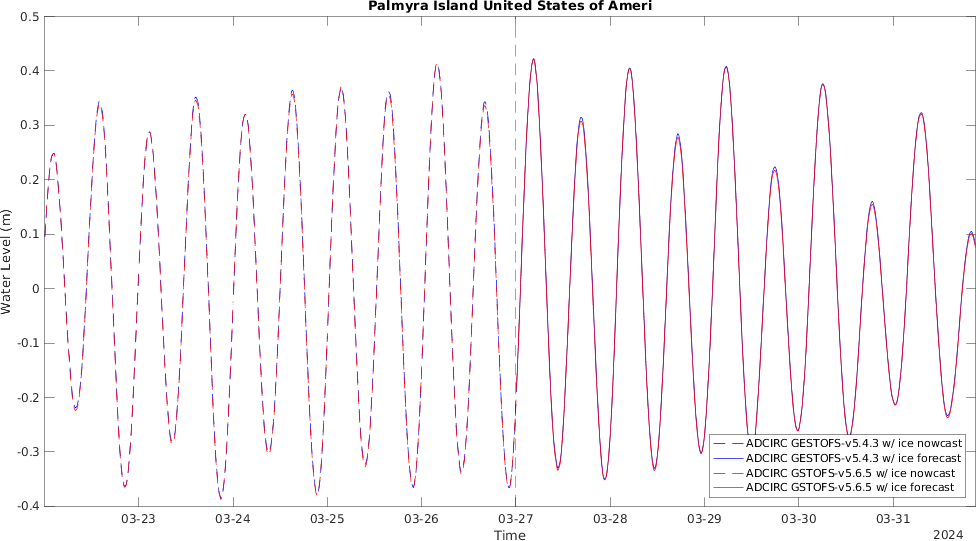 Palmyra Island United States of Ameri
0.5
0.4
0.3
0.2
0.1
0
-0.1
-0.2
-0.3
-0.4
Water Level (m)
ADCIRC GESTOFS-v5.4.3 w/ ice nowcast
ADCIRC GESTOFS-v5.4.3 w/ ice forecast
ADCIRC GSTOFS-v5.6.5 w/ ice nowcast
ADCIRC GSTOFS-v5.6.5 w/ ice forecast
03-23 03-24 03-25 03-26 03-27 03-28 03-29 03-30 03-31
Time
2024